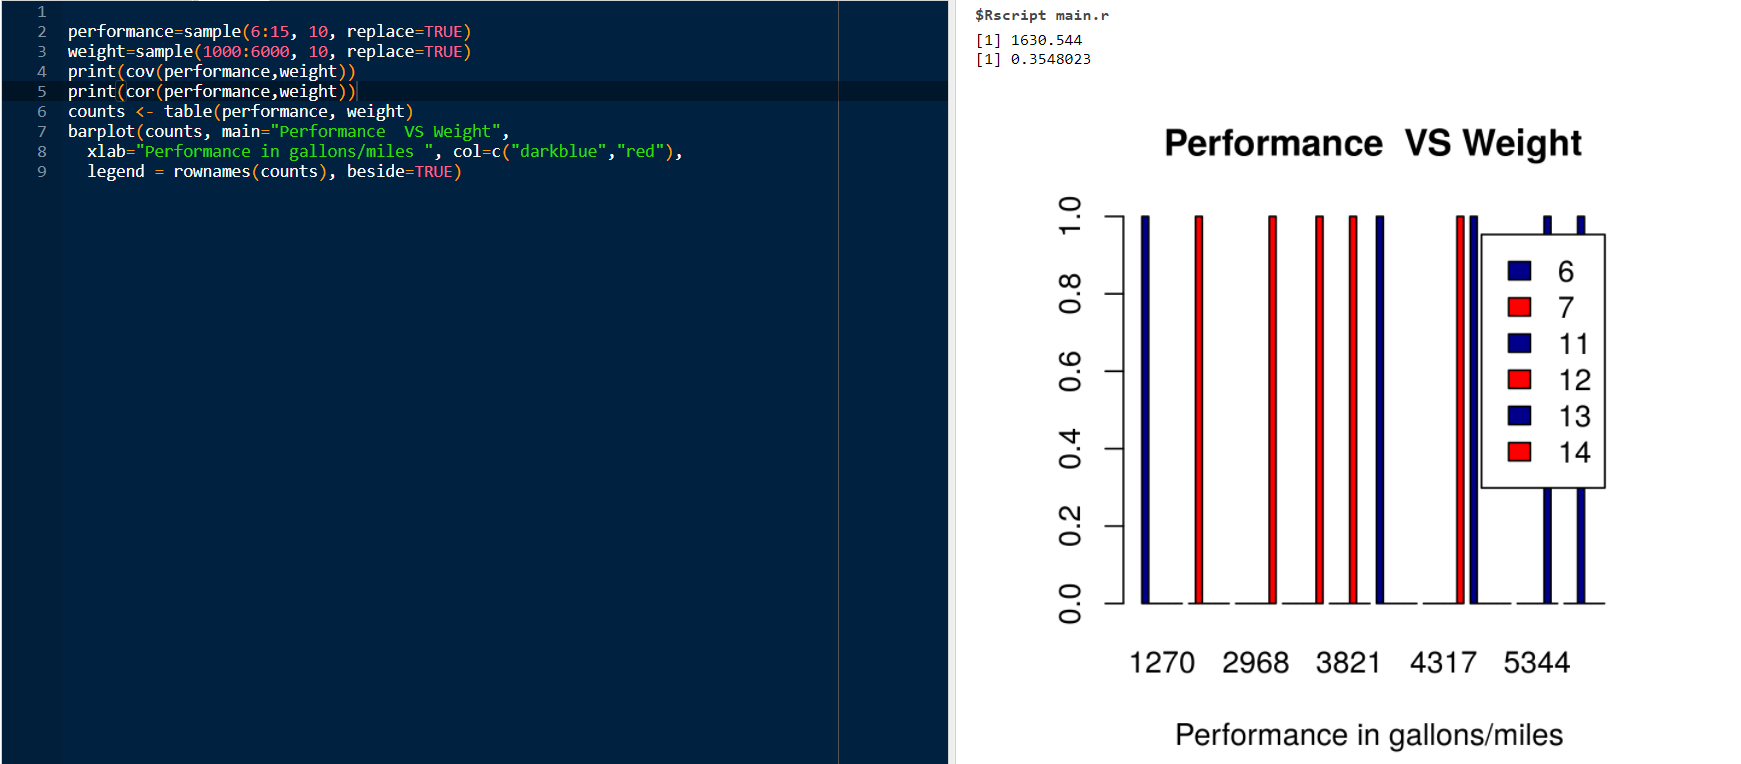 1
2 performance=sample(6:15, 10, replace=TRUE)
3 weight=sample(1000:6000, 10, replace=TRUE)
4 print(cov(performance,weight))
5 print(cor(performance,weight))
6 counts <- table(performance, weight)
7 barplot(counts, main="Performance  VS Weight",
8   xlab="Performance in gallons/miles ", col=c("darkblue","red"),
9   legend = rownames(counts), beside=TRUE)
$Rscript main.r
[1] 1630.544
[1] 0.3548023
Performance  VS Weight
1.0
0.8
0.6
0.4
0.2
0.0
6
7
11
12
13
14
1270 2968 3821 4317 5344
Performance in gallons/miles